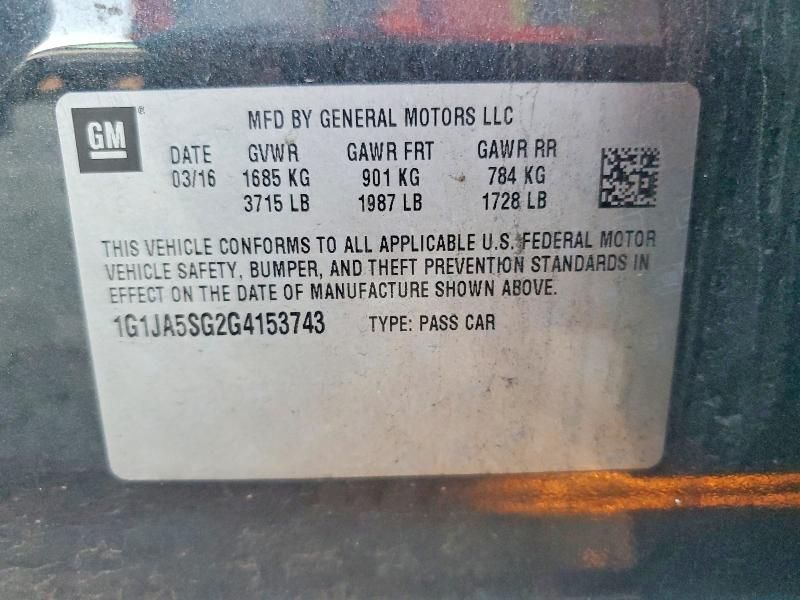 GM®
MFD BY GENERAL MOTORS LLC
DATE GVWR GAWR FRT GAWR RR
03/16 1685 KG 901 KG 784 KG
3715 LB 1987 LB 1728 LB
THIS VEHICLE CONFORMS TO ALL APPLICABLE U.S. FEDERAL MOTOR
VEHICLE SAFETY, BUMPER, AND THEFT PREVENTION STANDARDS IN
EFFECT ON THE DATE OF MANUFACTURE SHOWN ABOVE.
1G1JA5SG2G4153743 TYPE: PASS CAR